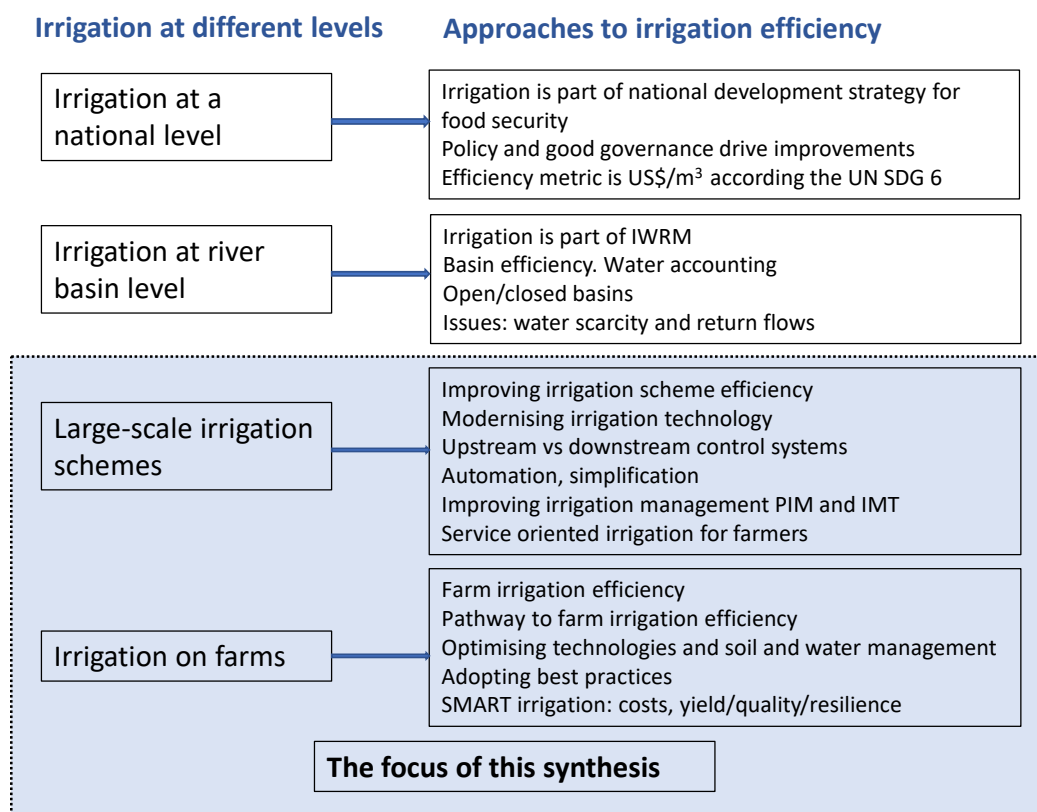 Irrigation at different levels
Approaches to irrigation efficiency
Irrigation at a
national level
Irrigation is part of national development strategy for
food security
Policy and good governance drive improvements
Efficiency metric is US$/m³ according the UN SDG 6
Irrigation at river
basin level
Irrigation is part of IWRM
Basin efficiency. Water accounting
Open/closed basins
Issues: water scarcity and return flows
Large-scale irrigation
schemes
Improving irrigation scheme efficiency
Modernising irrigation technology
Upstream vs downstream control systems
Automation, simplification
Improving irrigation management PIM and IMT
Service oriented irrigation for farmers
Irrigation on farms
Farm irrigation efficiency
Pathway to farm irrigation efficiency
Optimising technologies and soil and water management
Adopting best practices
SMART irrigation: costs, yield/quality/resilience
The focus of this synthesis